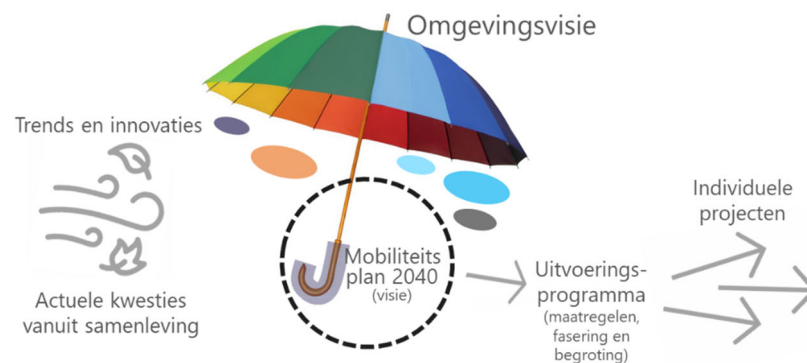 Omgevingsvisie
Trends en innovaties
Actuele kwesties
vanuit samenleving
Mobiliteits
plan 2040
(visie)
Uitvoerings-
programma
(maatregelen,
fasering en
begroting)
Individuele
projecten